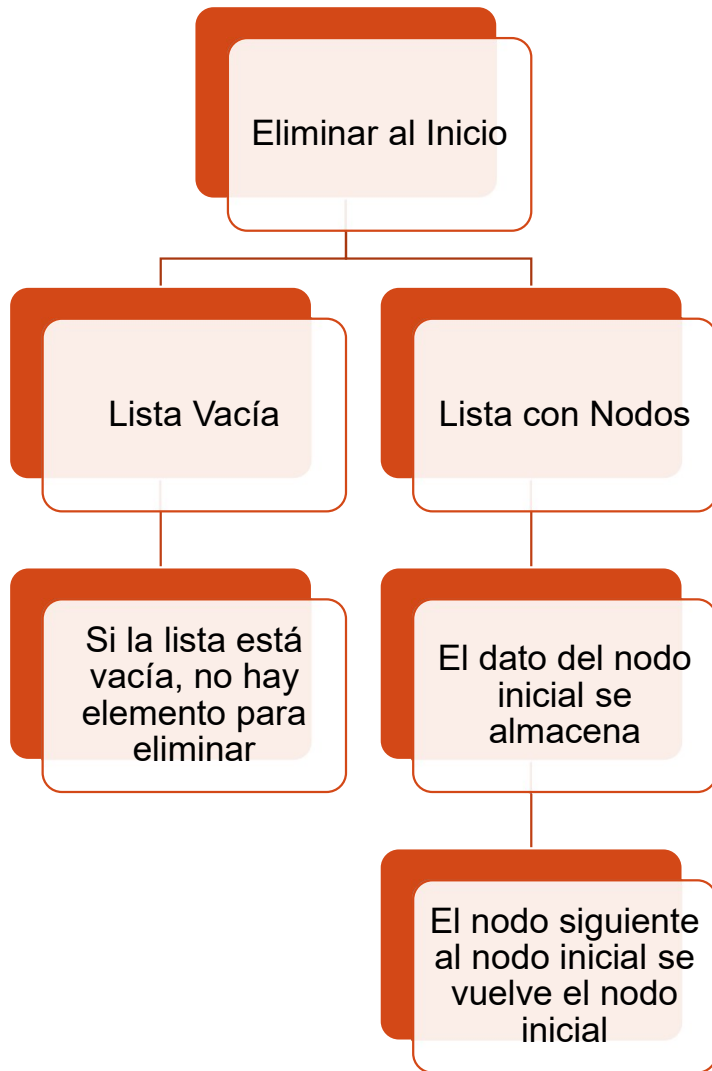 Eliminar al Inicio
Lista Vacía
Lista con Nodos
Si la lista está
vacía, no hay
elemento para
eliminar
El dato del nodo
inicial se
almacena
El nodo siguiente
al nodo inicial se
vuelve el nodo
inicial